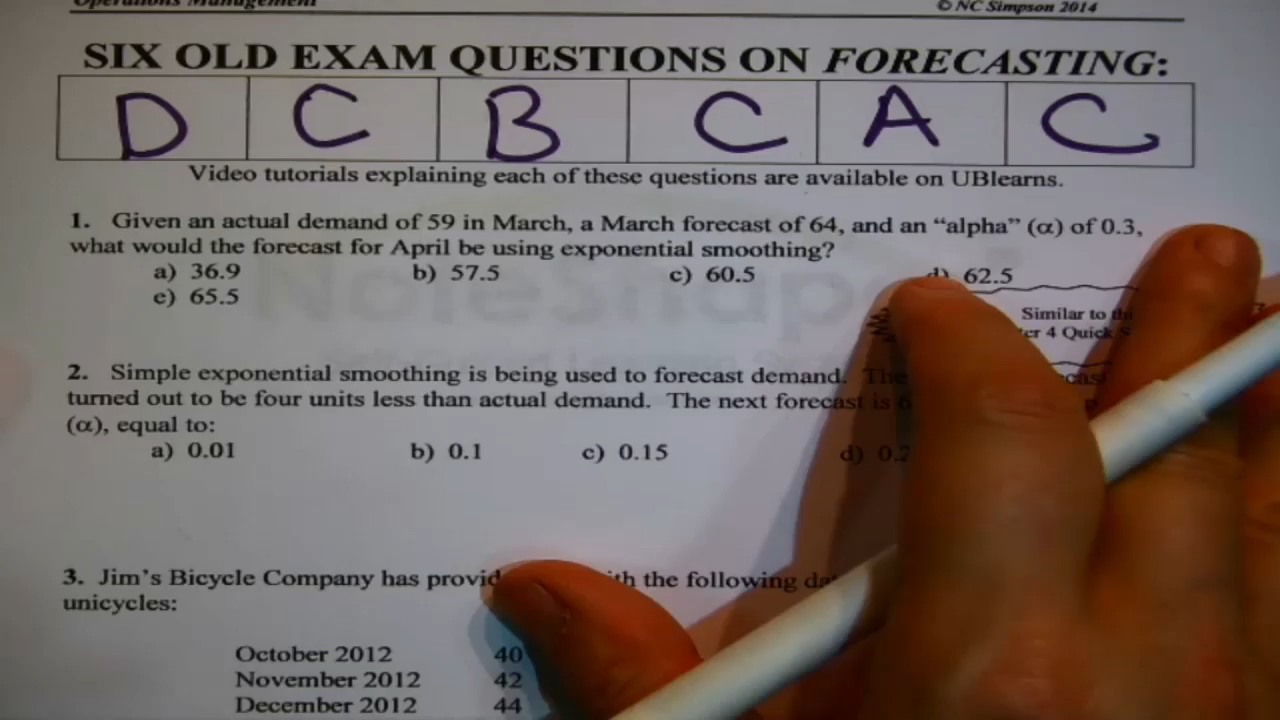 Operations Management
© NC Simpson 2014
SIX OLD EXAM QUESTIONS ON FORECASTING:
D C B C A C
Video tutorials explaining each of these questions are available on UBlearns.
1. Given an actual demand of 59 in March, a March forecast of 64, and an “alpha” (α) of 0.3,
what would the forecast for April be using exponential smoothing?
a) 36.9 b) 57.5 c) 60.5 d) 62.5
e) 65.5
Similar to
4 Quick
2. Simple exponential smoothing is being used to forecast demand. The
turned out to be four units less than actual demand. The next forecast is
(α), equal to:
a) 0.01 b) 0.1 c) 0.15 d)
3. Jim’s Bicycle Company has the following
unicycles:
October 2012 40
November 2012 42
December 2012 44